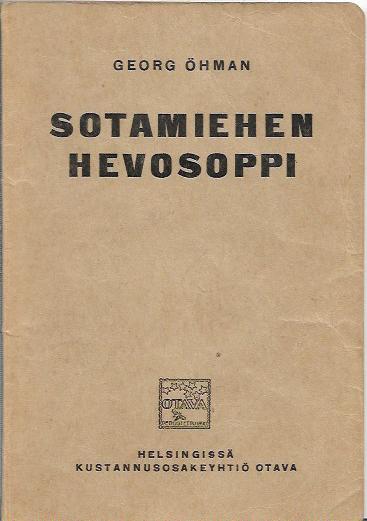 GEORG ÖHMAN
SOTAMIEHEN
HEVOSOPPI
OTAVA
HELSINGISSÄ
KUSTANNUSOSAKEYHTIÖ OTAVA